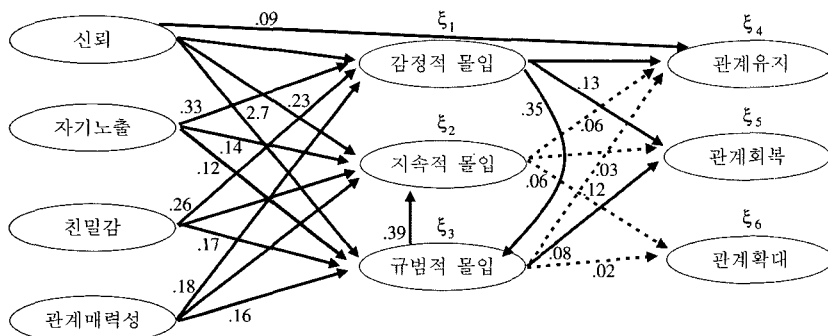 .09
ξ₁
ξ₄
신뢰
감정적 몰입
관계유지
.33
2.7
.23
.13
.35
ξ₂
.06
ξ₅
자기노출
.14
지속적 몰입
관계회복
.12
.03
.06
.12
.26
ξ₃
ξ₆
친밀감
.17
.39
규범적 몰입
.08
.02
관계확대
.18
관계매력성
.16